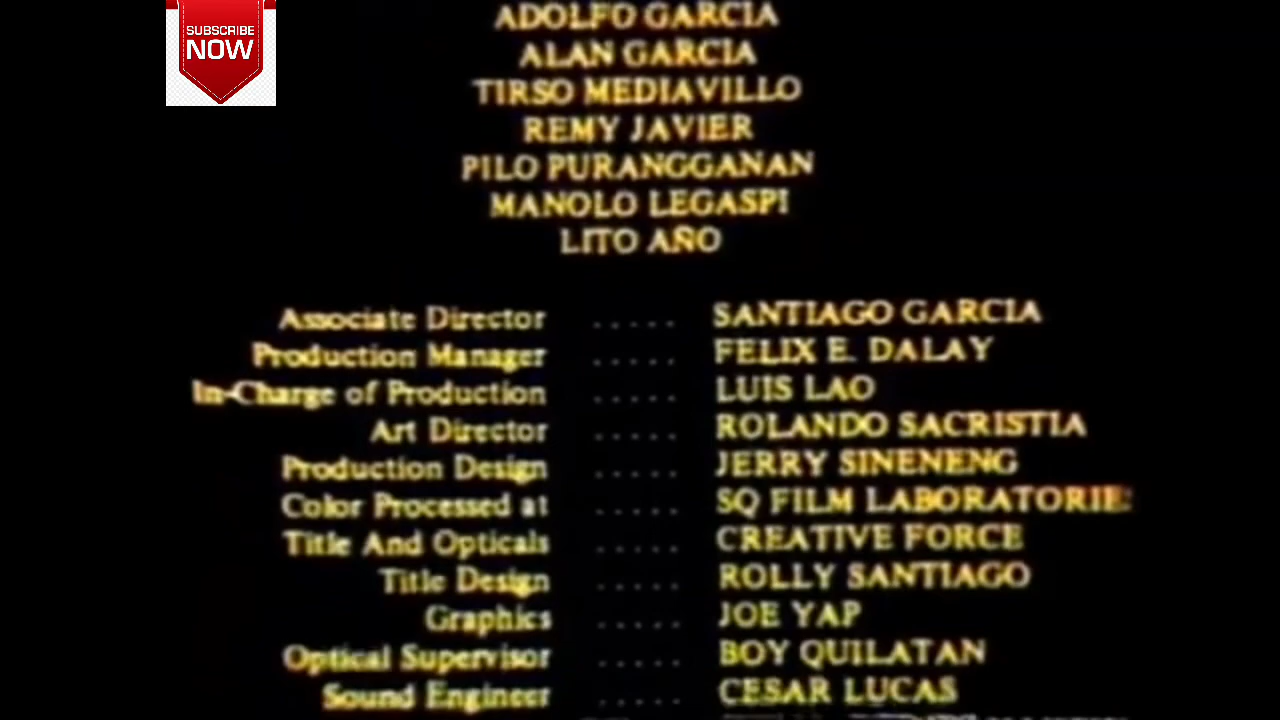 SUBSCRIBE
NOW
ADOLFO GARCIA
ALAN GARCIA
TIRSO MEDIAVILLO
REMY JAVIER
PILO PURANGGANAN
MANOLO LEGASPI
LITO AÑO
Associate Director ..... SANTIAGO GARCIA
Production Manager ..... FELIX E. DALAY
In-Charge of Production ..... LUIS LAO
Art Director ..... ROLANDO SACRISTIA
Production Design ..... JERRY SINENENG
Color Processed at ..... SQ FILM LABORATORIES
Title And Opticals ..... CREATIVE FORCE
Title Design ..... ROLLY SANTIAGO
Graphics ..... JOE YAP
Optical Supervisor ..... BOY QUILATAN
Sound Engineer ..... CESAR LUCAS